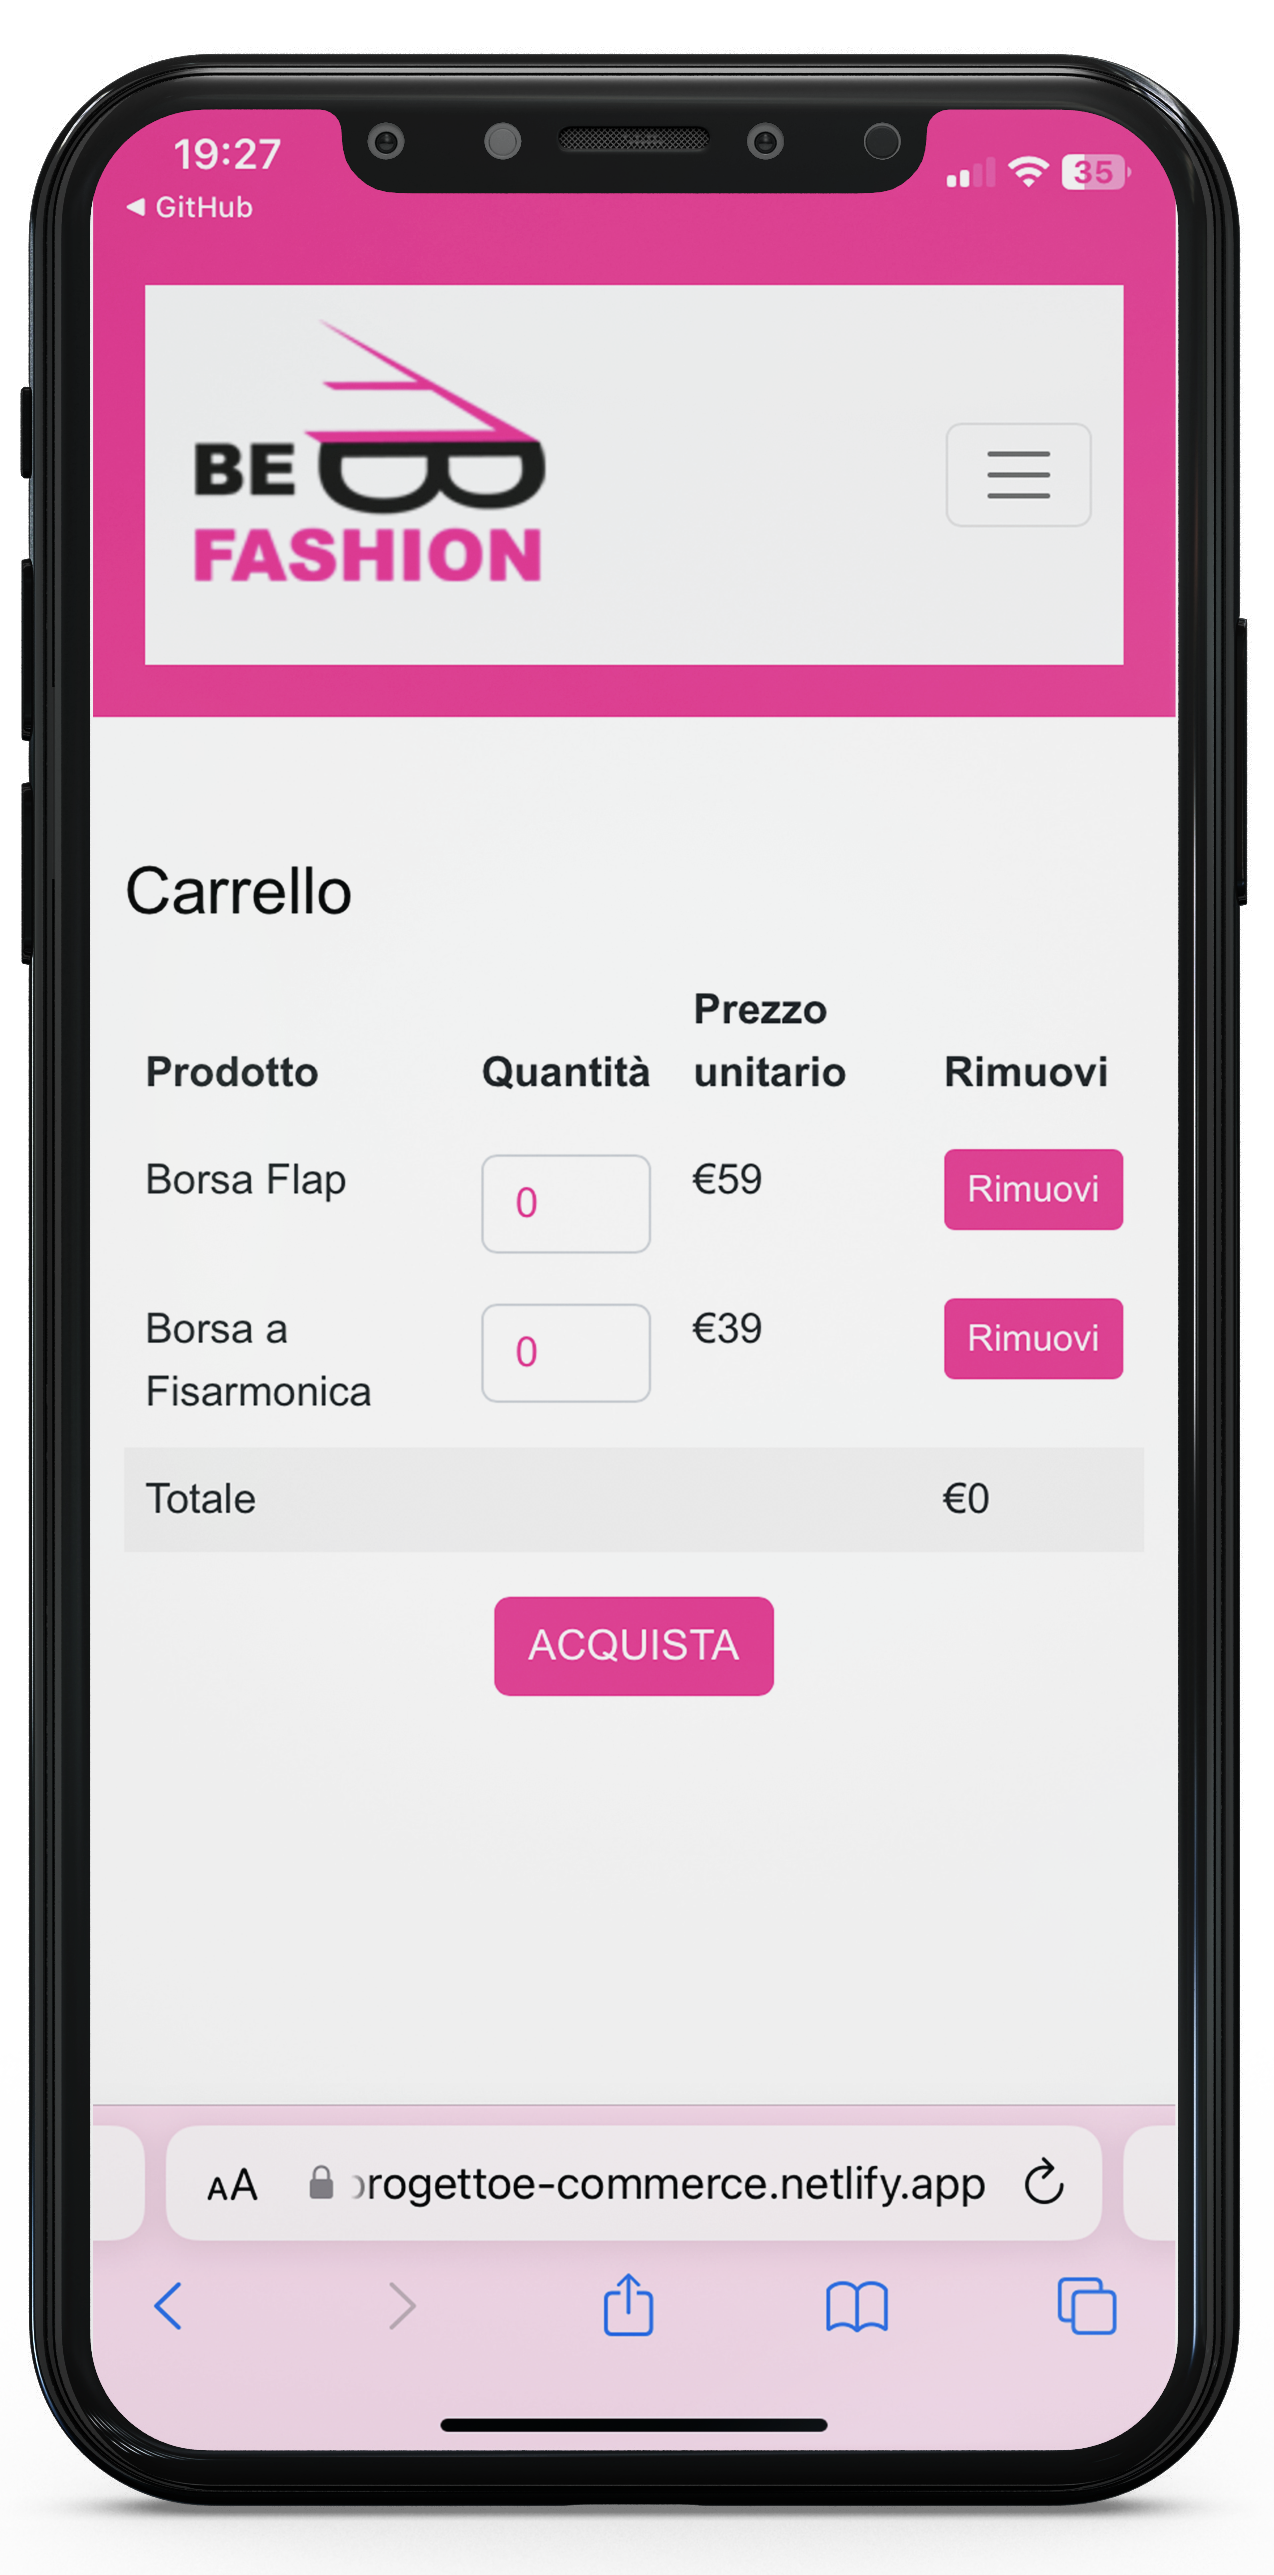 19:27
35
◀ GitHub
BE B
FASHION
Carrello
Prodotto Quantità Prezzo unitario Rimuovi
Borsa Flap 0 €59 Rimuovi
Borsa a Fisarmonica 0 €39 Rimuovi
Totale €0
ACQUISTA
AA rogettoe-commerce.netlify.app